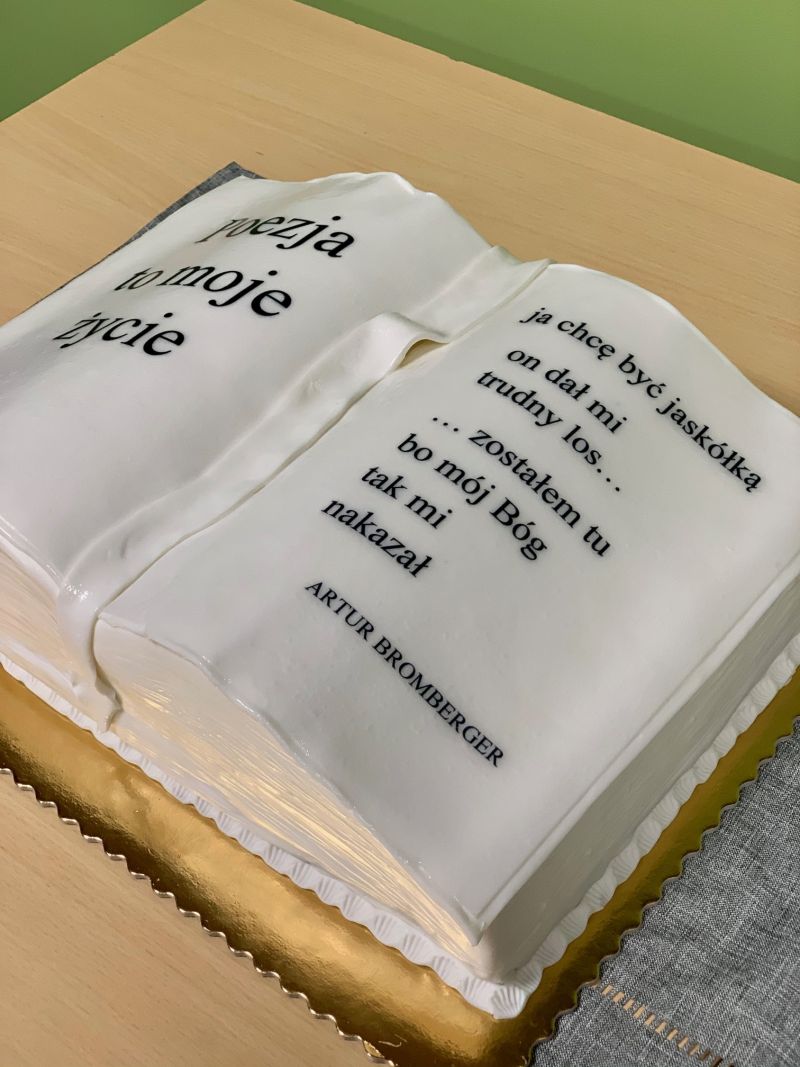 poezja
to moje
życie
ja chcę być jaskółką
on dał mi
trudny los...
... zostałem tu
bo mój Bóg
tak mi
nakazał
ARTUR BROMBERGER